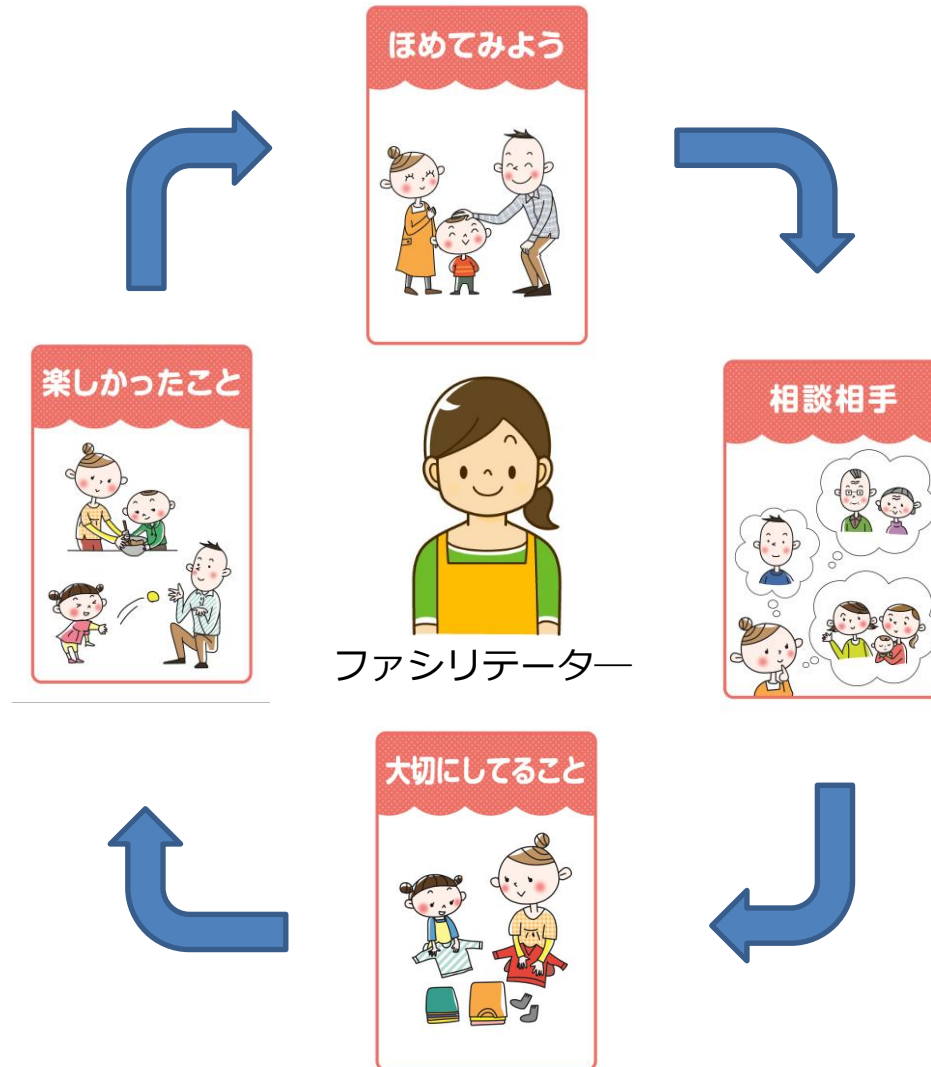 ほめてみよう
楽しかったこと
相談相手
ファシリテータ―
大切にしてること